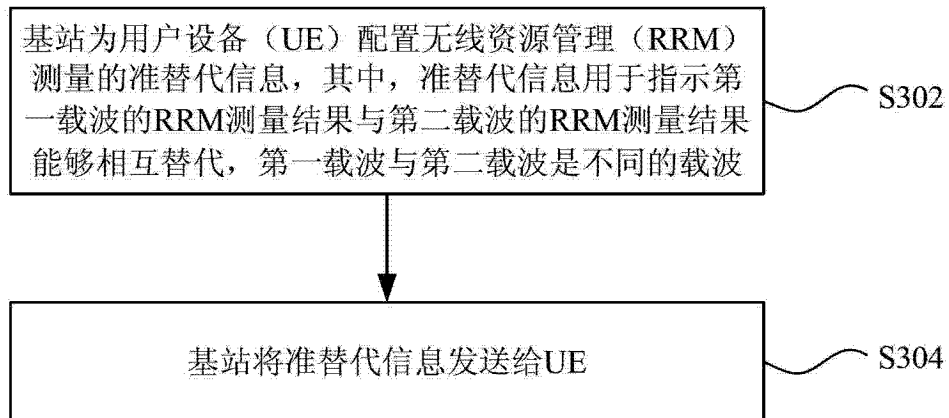 基站为用户设备（UE）配置无线资源管理（RRM）
测量的准替代信息，其中，准替代信息用于指示第
一载波的RRM测量结果与第二载波的RRM测量结果
能够相互替代，第一载波与第二载波是不同的载波
S302
基站将准替代信息发送给UE
S304